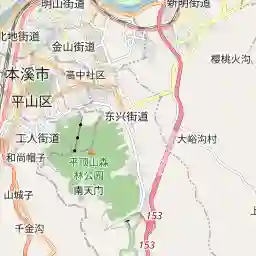 明山街道
新明街道
北地街道
金山街道
樱桃火沟
本溪市
高中社区
平山区
东兴街道
工人街道
大峪沟村
和尚帽子
平顶山森
林公园
南天门
山城子
153
千金沟
153